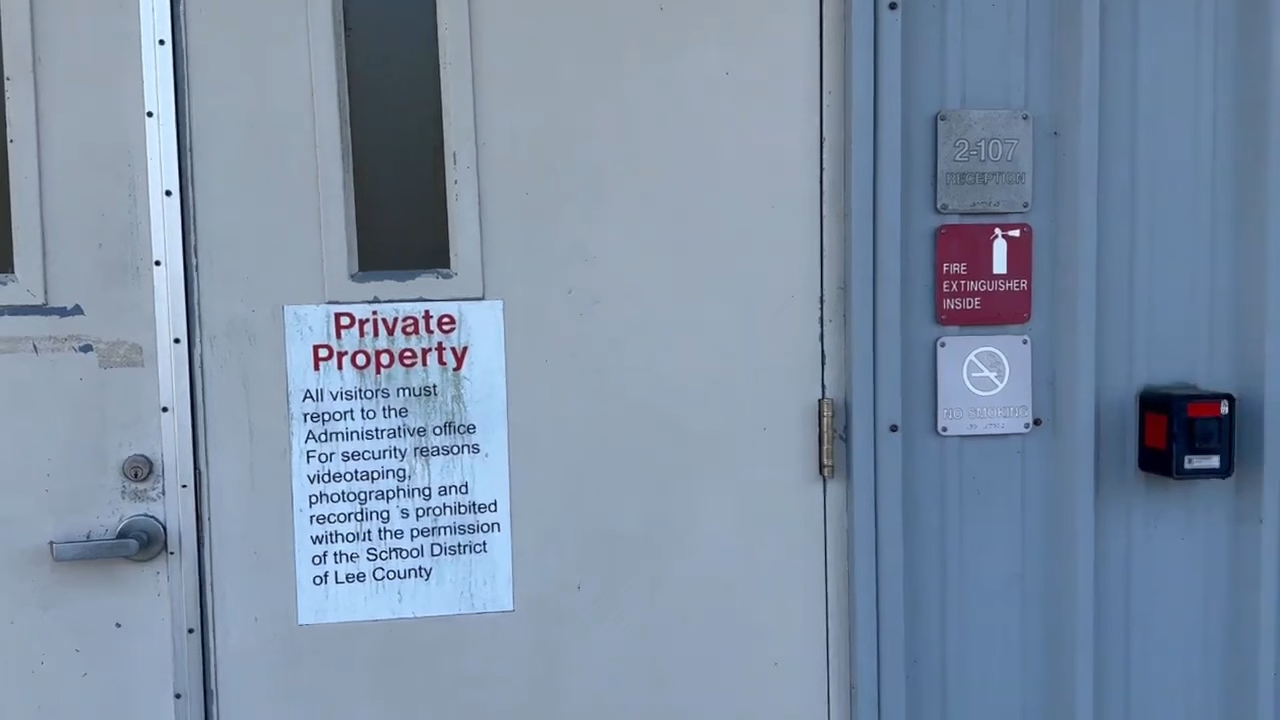 Private
Property
All visitors must
report to the
Administrative office
For security reasons
videotaping,
photographing and
recording s prohibited
without the permission
of the School District
of Lee County
2-107
RECEPTION
FIRE
EXTINGUISHER
INSIDE
NO SMOKING